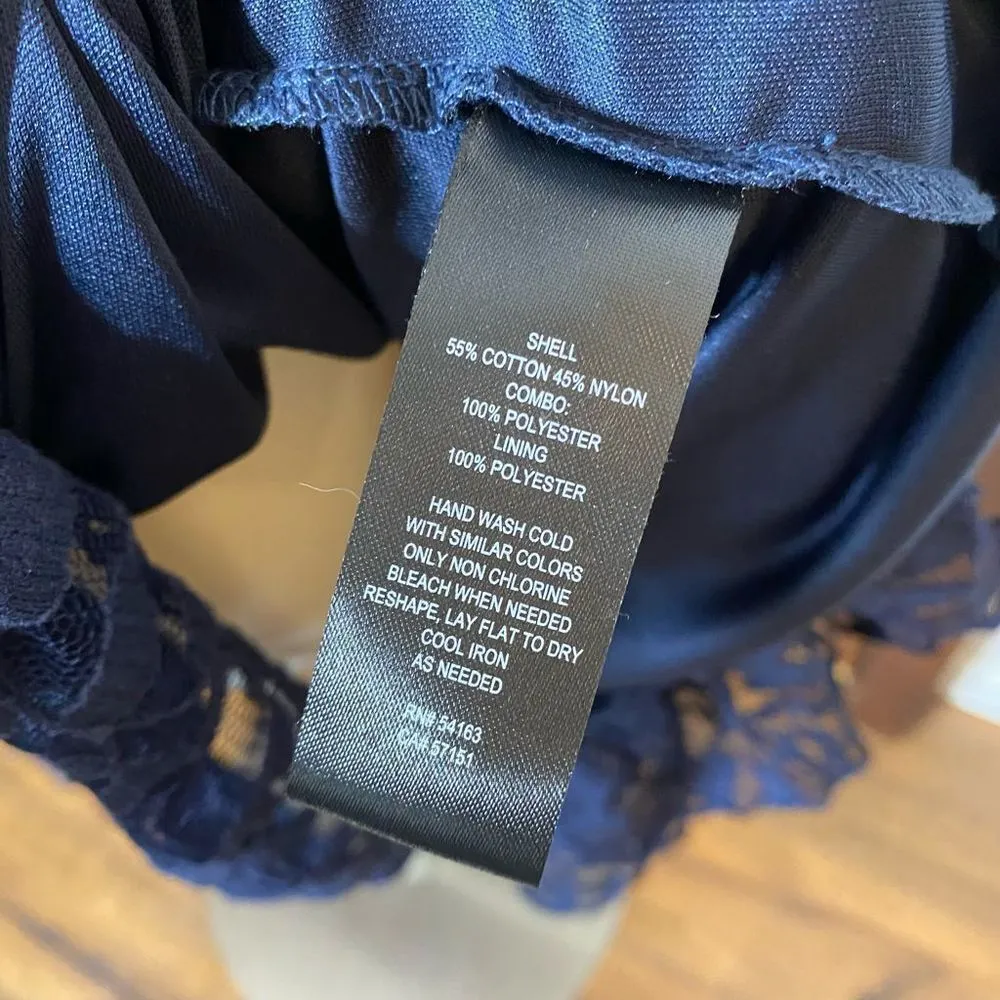 SHELL
55% COTTON 45% NYLON
COMBO:
100% POLYESTER
LINING
100% POLYESTER
HAND WASH COLD
WITH SIMILAR COLORS
ONLY NON CHLORINE
BLEACH WHEN NEEDED
RESHAPE, LAY FLAT TO DRY
COOL IRON
AS NEEDED
RN# 54163
CA# 57151